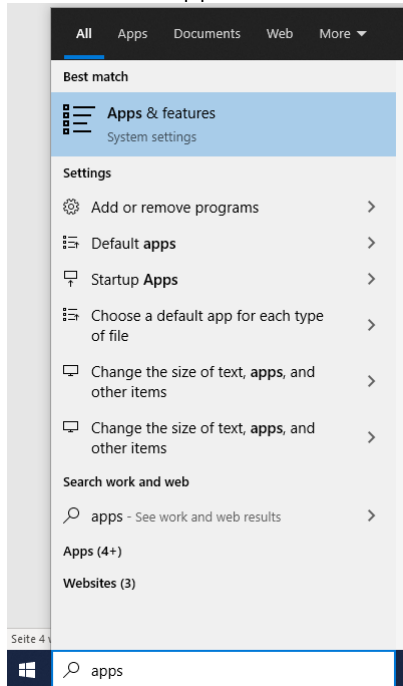 All Apps Documents Web More
Best match
Apps & features
System settings
Settings
Add or remove programs
Default apps
Startup Apps
Choose a default app for each type
of file
Change the size of text, apps, and
other items
Change the size of text, apps, and
other items
Search work and web
apps - See work and web results
Apps (4+)
Websites (3)
Seite 4
apps